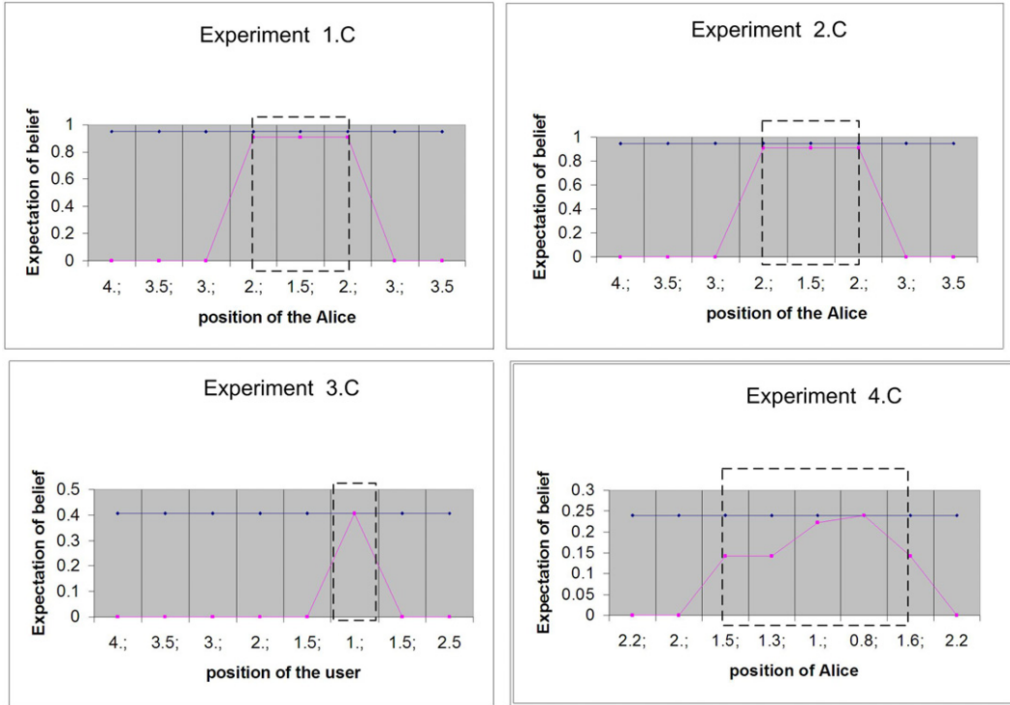 Experiment 1.C
Expectation of belief
1
0.8
0.6
0.4
0.2
0
4.; 3.5; 3.; 2.; 1.5; 2.; 3.; 3.5
position of the Alice
Experiment 2.C
Expectation of belief
1
0.8
0.6
0.4
0.2
0
4.; 3.5; 3.; 2.; 1.5; 2.; 3.; 3.5
position of the Alice
Experiment 3.C
Expectation of belief
0.5
0.4
0.3
0.2
0.1
0
4.; 3.5; 3.; 2.; 1.5; 1.; 1.5; 2.5
position of the user
Experiment 4.C
Expectation of belief
0.3
0.25
0.2
0.15
0.1
0.05
0
2.2; 2.; 1.5; 1.3; 1.; 0.8; 1.6; 2.2
position of Alice